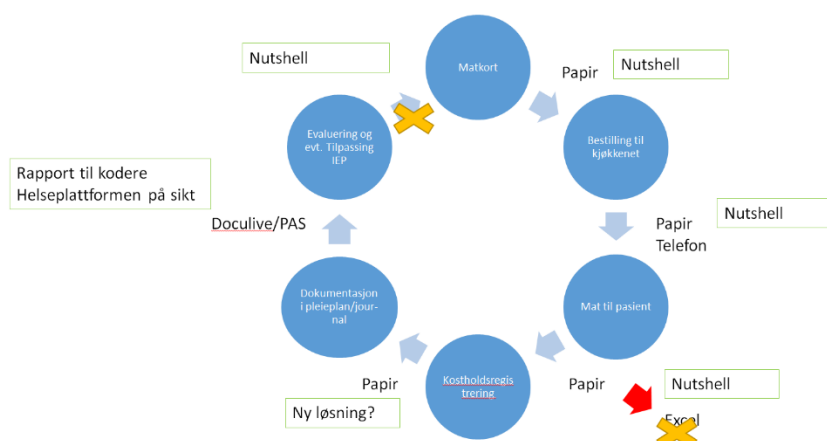 Nutshell
Matkort
Papir
Nutshell
Evaluering og
evt. Tilpassing
IEP
Bestilling til
kjøkkenet
Rapport til kodere
Helseplattformen på sikt
Doculive/PAS
Papir
Telefon
Nutshell
Dokumentasjon
i pleieplan/jour-
nal
Mat til pasient
Kostholdsregis
trering
Papir
Ny løsning?
Papir
Nutshell
Excel